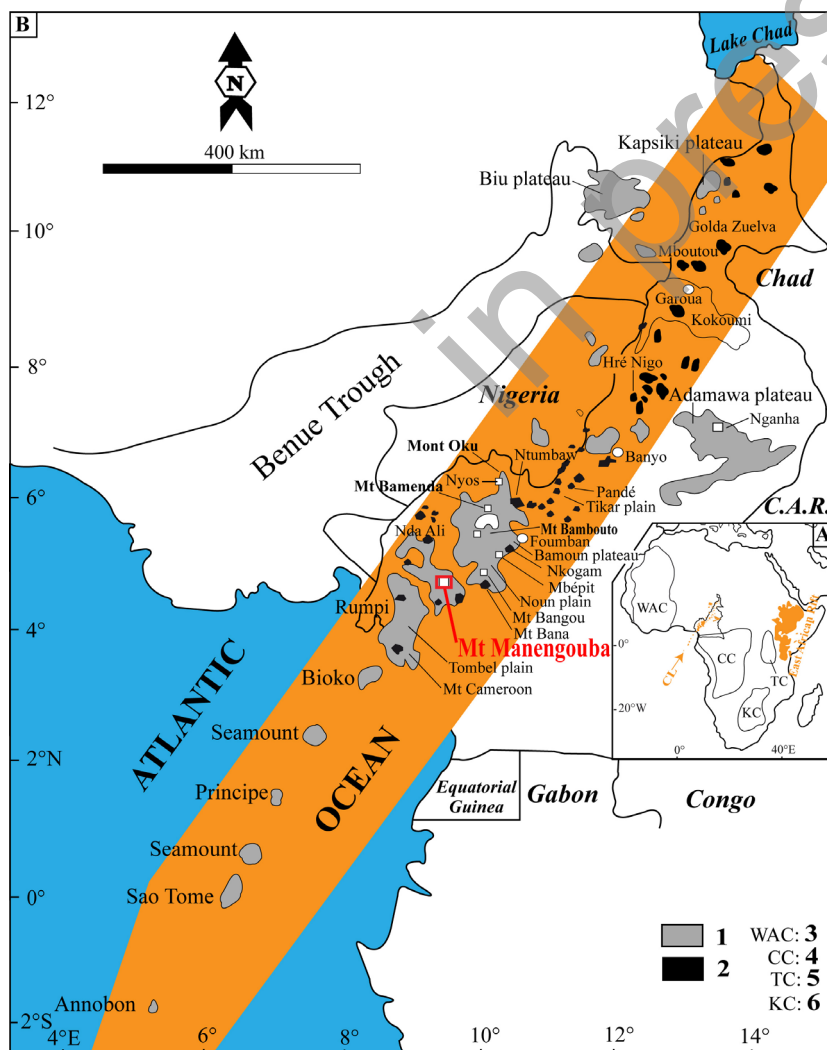 B
Lake Chad
N
12°
400 km
Kapsiki plateau
Biu plateau
10°
Golda Zuelva
Mboutou
Chad
Garoua
Kokoumi
in pres
8°
Hré Nigo
Benue Trough
Nigeria
Adamawa plateau
Nganha
Mont Oku
Ntumbaw
Banyo
Nyos
Mt Bamenda
6°
Pandé
Tikar plain
C.A.R.
Nda Ali
Mt Bambouto
Foumban
Bamoun plateau
Nkogam
Mbépit
Noun plain
Mt Bangou
Mt Bana
Rumpi
4°
Mt Manengouba
Tombel plain
Mt Cameroon
Bioko
ATLANTIC
OCEAN
A
WAC
0°
CC
TC
CL
East African Rift
KC
20°W
0°
40°E
Seamount
2°N
Principe
Equatorial
Guinea
Gabon
Congo
Seamount
0°
Sao Tome
1
2
WAC: 3
CC: 4
TC: 5
KC: 6
Annobon
2°S
4°E
6°
8°
10°
12°
14°